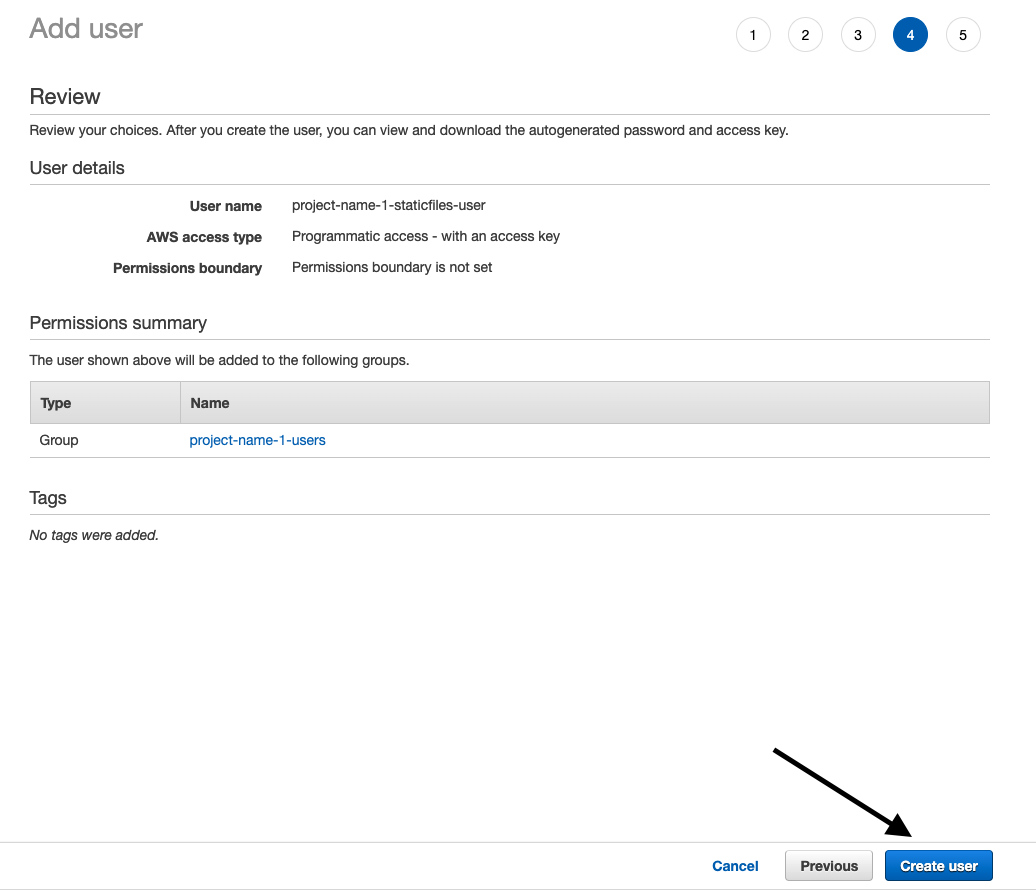 Add user
1 2 3 4 5
Review
Review your choices. After you create the user, you can view and download the autogenerated password and access key.
User details
User name project-name-1-staticfiles-user
AWS access type Programmatic access - with an access key
Permissions boundary Permissions boundary is not set
Permissions summary
The user shown above will be added to the following groups.
Type Name
Group project-name-1-users
Tags
No tags were added.
Cancel Previous Create user